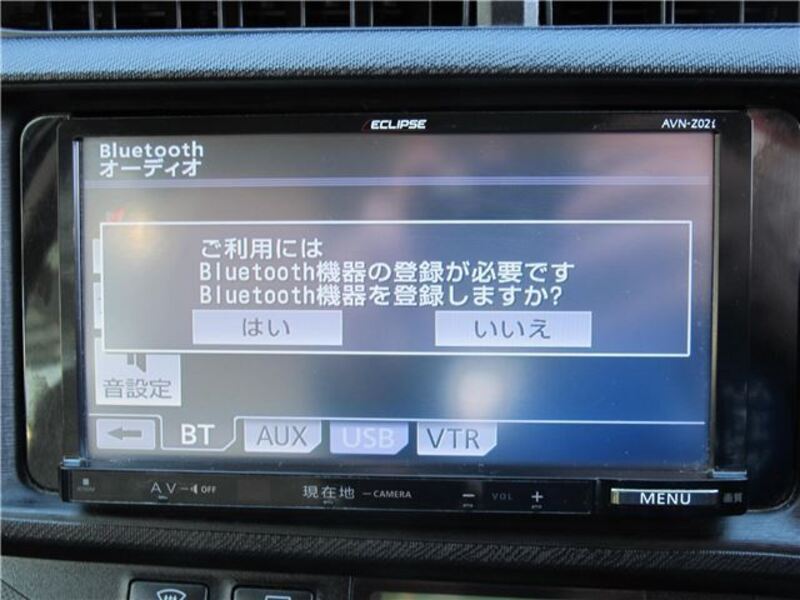 ECLIPSE
AVN-Z02i
Bluetooth
オーディオ
ご利用には
Bluetooth機器の登録が必要です
Bluetooth機器を登録しますか?
はい いいえ
音設定
BT AUX USB VTR
AV OFF 現在地 CAMERA − VOL + MENU 画質